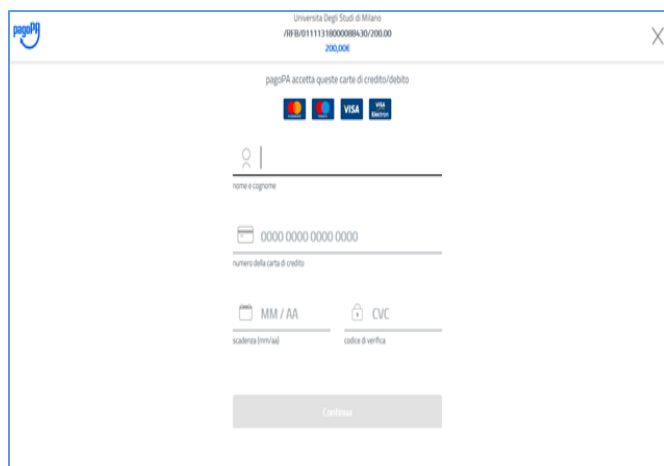 pagoPA
Universita Degli Studi di Milano
/RFB/01111318000088430/200.00
200,00€
pagoPA accetta queste carte di credito/debito
VISA
VISA
Electron
nome e cognome
0000 0000 0000 0000
numero della carta di credito
MM / AA
CVC
scadenza (mm/aa)
codice di verifica
Continua